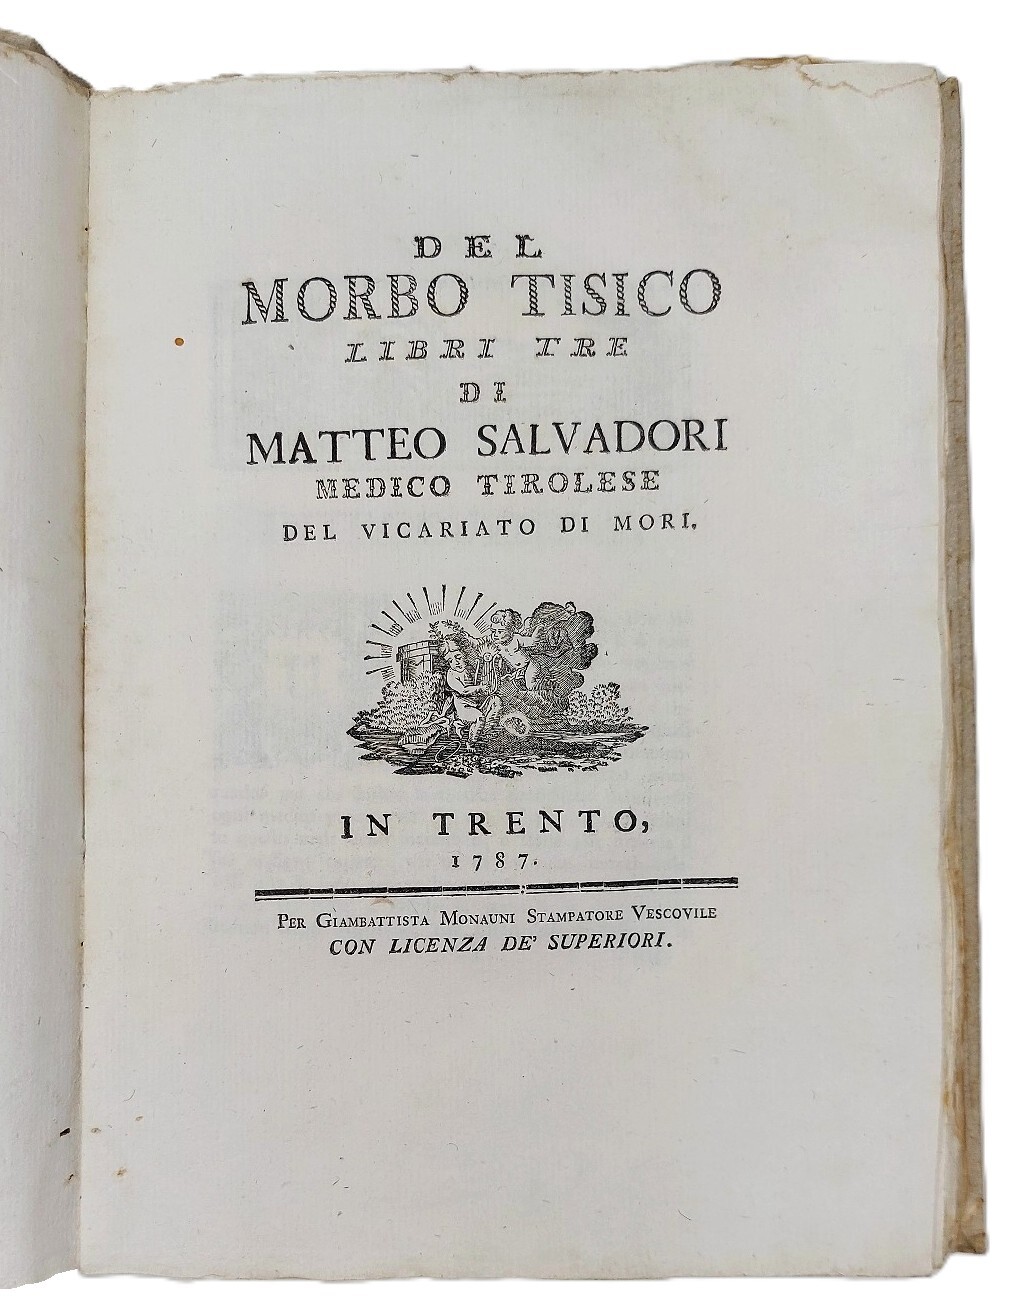 DEL
MORBO TISICO
LIBRI TRE
DI
MATTEO SALVADORI
MEDICO TIROLESE
DEL VICARIATO DI MORI.
IN TRENTO,
1787.
PER GIAMBATTISTA MONAUNI STAMPATORE VESCOVILE
CON LICENZA DE' SUPERIORI.